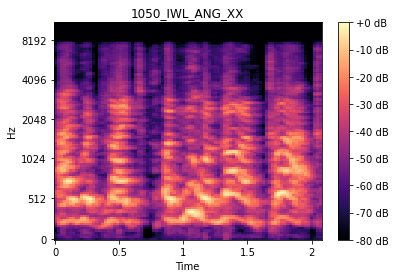 1050_IWL_ANG_XX
+0 dB
8192
-10 dB
4096
-20 dB
-30 dB
2048
Hz
-40 dB
1024
-50 dB
512
-60 dB
-70 dB
0
-80 dB
0 0.5 1 1.5 2
Time